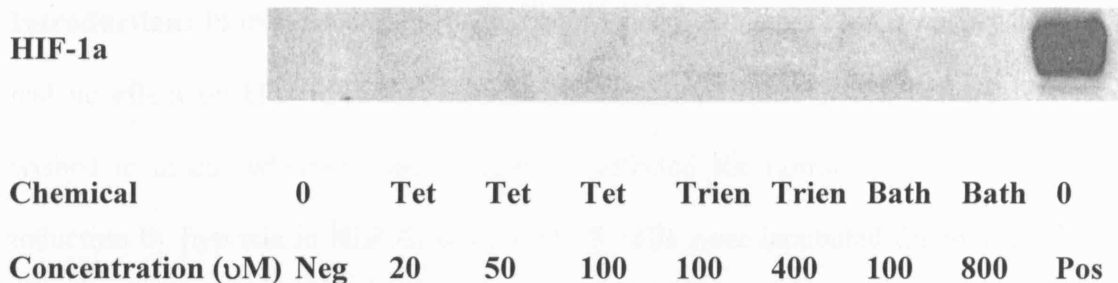 HIF-1a
Chemical 0 Tet Tet Tet Trien Trien Bath Bath 0
Concentration (υM) Neg 20 50 100 100 400 100 800 Pos